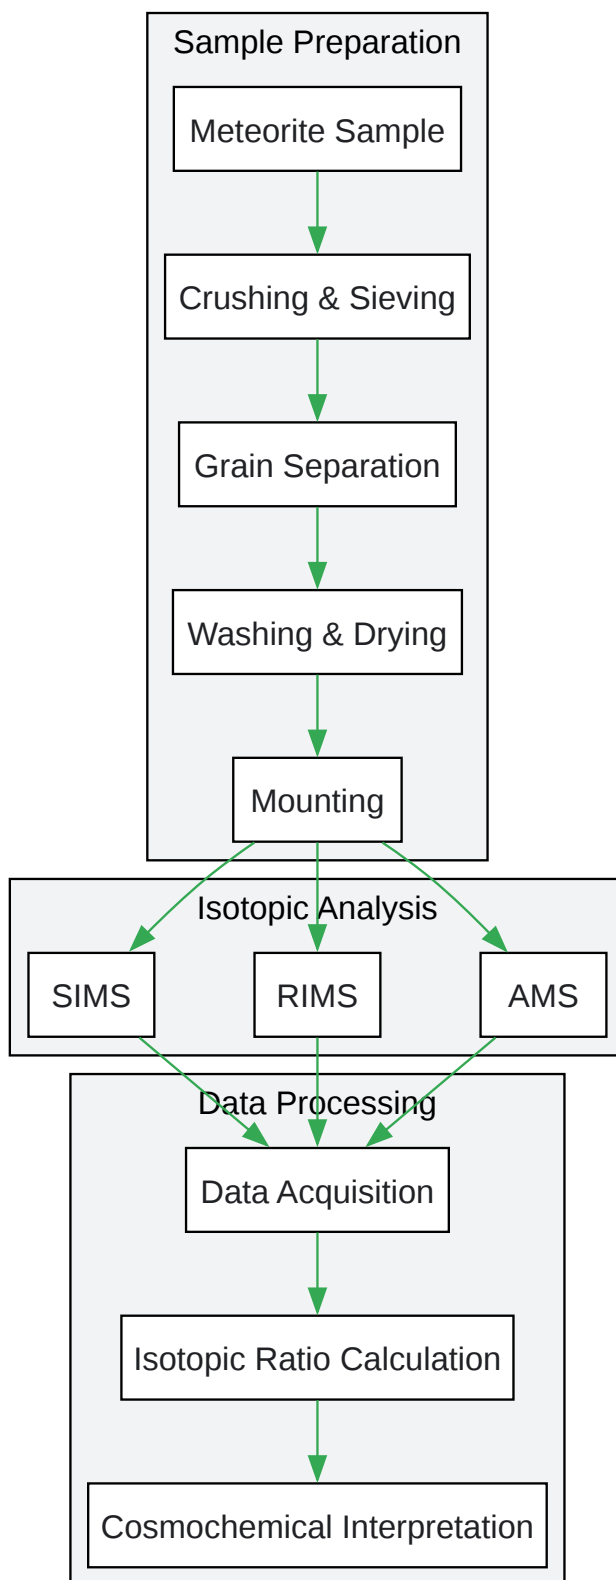 Sample Preparation
Meteorite Sample
Crushing & Sieving
Grain Separation
Washing & Drying
Mounting
Isotopic Analysis
SIMS
RIMS
AMS
Data Processing
Data Acquisition
Isotopic Ratio Calculation
Cosmochemical Interpretation